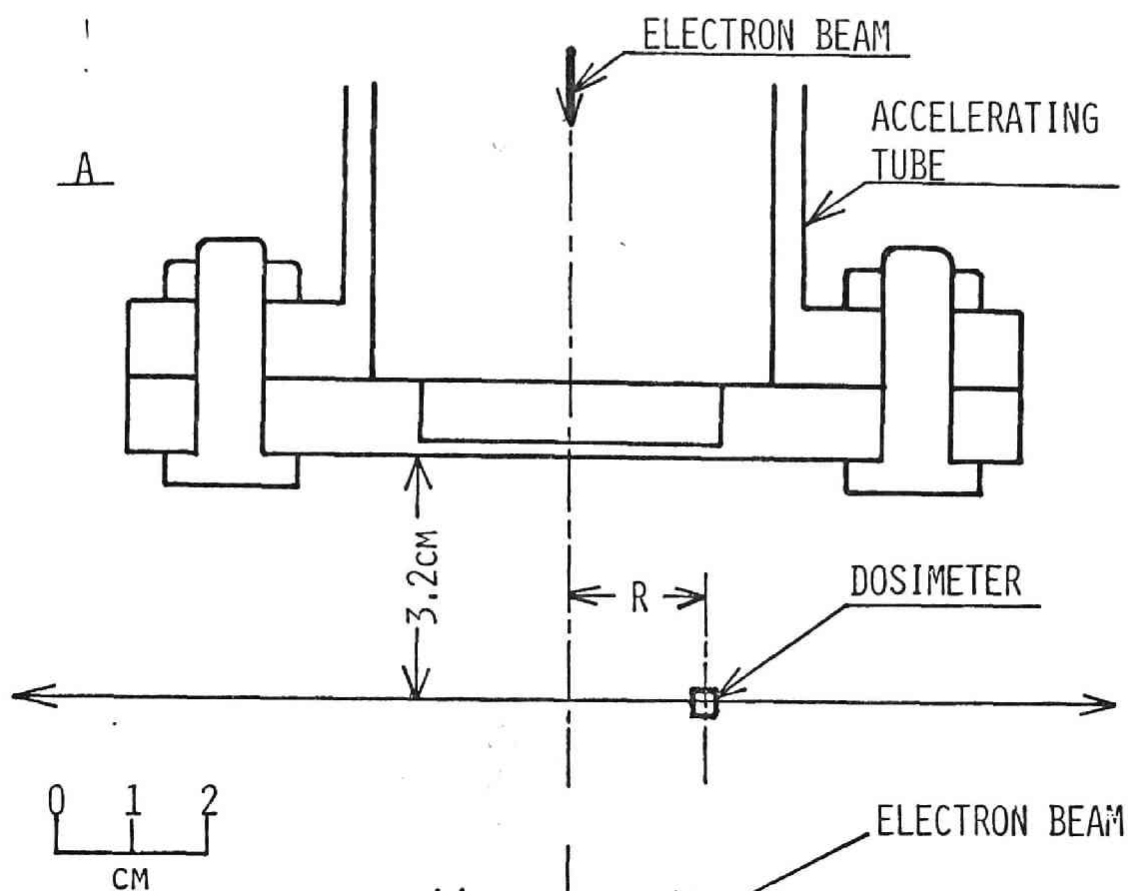 ELECTRON BEAM
ACCELERATING
TUBE
A
3.2CM
R
DOSIMETER
0 1 2
CM
ELECTRON BEAM